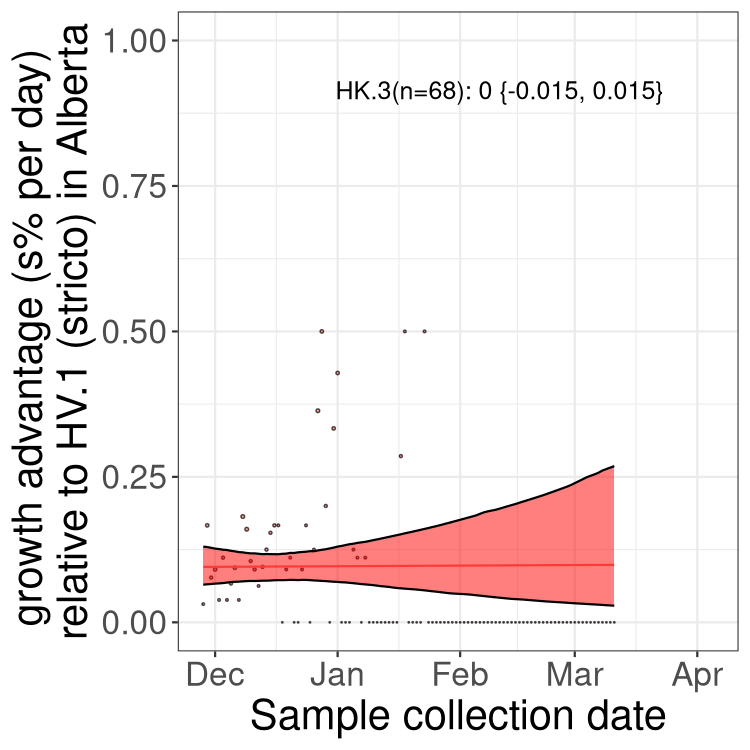 growth advantage (s% per day)
relative to HV.1 (stricto) in Alberta
1.00
0.75
0.50
0.25
0.00
HK.3(n=68): 0 {-0.015, 0.015}
Dec Jan Feb Mar Apr
Sample collection date